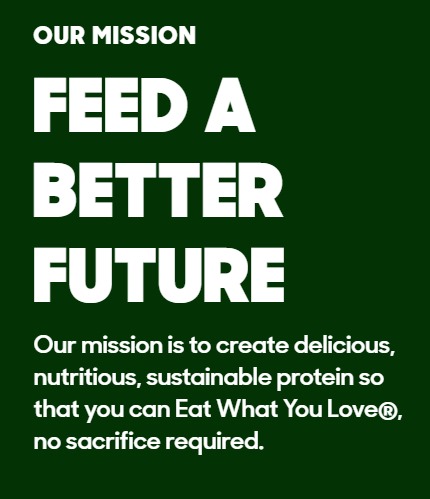 OUR MISSION
FEED A
BETTER
FUTURE
Our mission is to create delicious,
nutritious, sustainable protein so
that you can Eat What You Love®,
no sacrifice required.